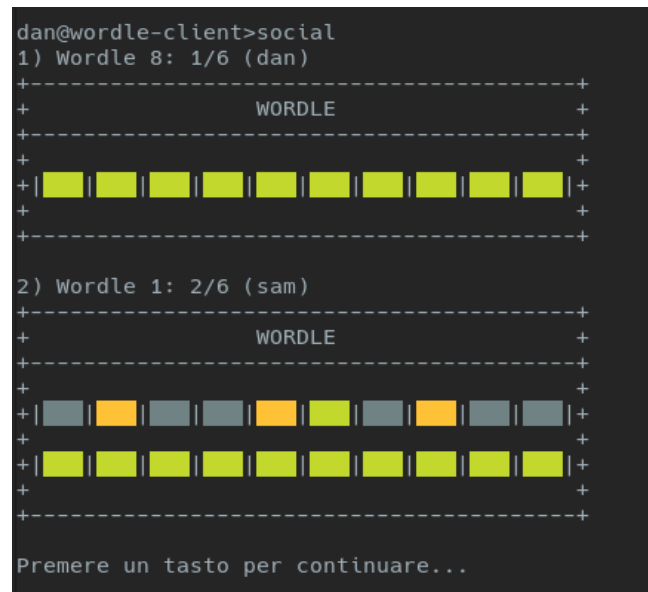 dan@wordle-client>social
1) Wordle 8: 1/6 (dan)
+-----------------------------------------+
+ WORDLE +
+-----------------------------------------+
+ +
+| | | | | | | | | | |+
+ +
+-----------------------------------------+
2) Wordle 1: 2/6 (sam)
+-----------------------------------------+
+ WORDLE +
+-----------------------------------------+
+ +
+| | | | | | | | | | |+
+ +
+| | | | | | | | | | |+
+ +
+-----------------------------------------+
Premere un tasto per continuare...